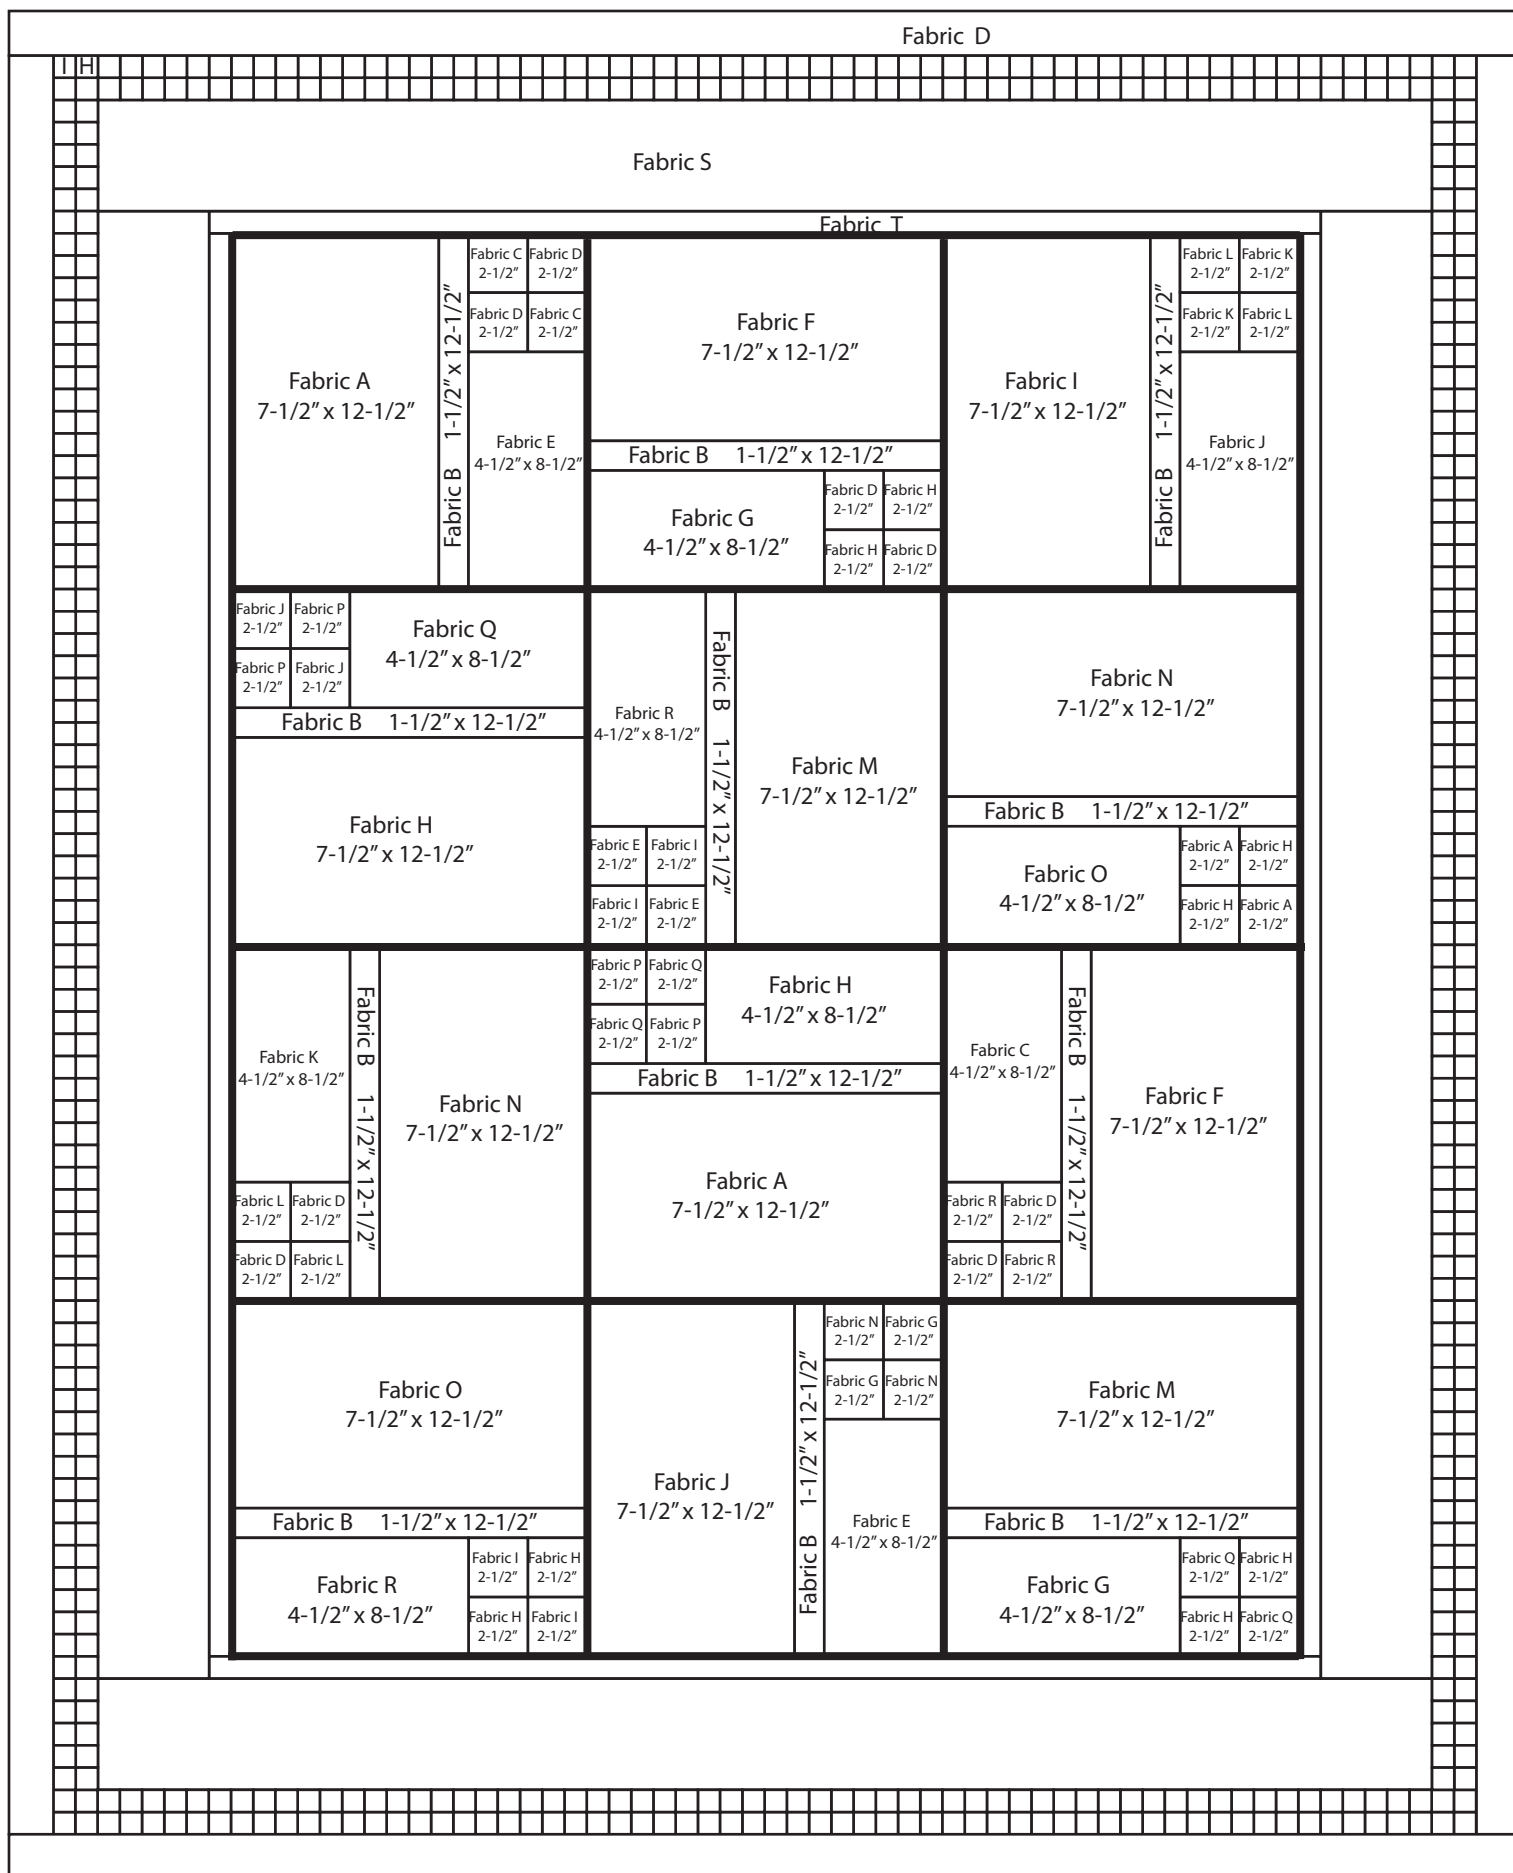 Fabric D
I H
Fabric S
Fabric T
Fabric A
7-1/2” x 12-1/2”
Fabric B 1-1/2” x 12-1/2”
Fabric C Fabric D
2-1/2” 2-1/2”
Fabric D Fabric C
2-1/2” 2-1/2”
Fabric E
4-1/2” x 8-1/2”
Fabric F
7-1/2” x 12-1/2”
Fabric B 1-1/2” x 12-1/2”
Fabric G
4-1/2” x 8-1/2”
Fabric D Fabric H
2-1/2” 2-1/2”
Fabric H Fabric D
2-1/2” 2-1/2”
Fabric I
7-1/2” x 12-1/2”
Fabric B 1-1/2” x 12-1/2”
Fabric L Fabric K
2-1/2” 2-1/2”
Fabric K Fabric L
2-1/2” 2-1/2”
Fabric J
4-1/2” x 8-1/2”
Fabric J Fabric P
2-1/2” 2-1/2”
Fabric P Fabric J
2-1/2” 2-1/2”
Fabric Q
4-1/2” x 8-1/2”
Fabric B 1-1/2” x 12-1/2”
Fabric H
7-1/2” x 12-1/2”
Fabric R
4-1/2” x 8-1/2”
Fabric E Fabric I
2-1/2” 2-1/2”
Fabric I Fabric E
2-1/2” 2-1/2”
Fabric B 1-1/2” x 12-1/2”
Fabric M
7-1/2” x 12-1/2”
Fabric N
7-1/2” x 12-1/2”
Fabric B 1-1/2” x 12-1/2”
Fabric O
4-1/2” x 8-1/2”
Fabric A Fabric H
2-1/2” 2-1/2”
Fabric H Fabric A
2-1/2” 2-1/2”
Fabric K
4-1/2” x 8-1/2”
Fabric L Fabric D
2-1/2” 2-1/2”
Fabric D Fabric L
2-1/2” 2-1/2”
Fabric B 1-1/2” x 12-1/2”
Fabric N
7-1/2” x 12-1/2”
Fabric P Fabric Q
2-1/2” 2-1/2”
Fabric Q Fabric P
2-1/2” 2-1/2”
Fabric H
4-1/2” x 8-1/2”
Fabric B 1-1/2” x 12-1/2”
Fabric A
7-1/2” x 12-1/2”
Fabric C
4-1/2” x 8-1/2”
Fabric R Fabric D
2-1/2” 2-1/2”
Fabric D Fabric R
2-1/2” 2-1/2”
Fabric B 1-1/2” x 12-1/2”
Fabric F
7-1/2” x 12-1/2”
Fabric O
7-1/2” x 12-1/2”
Fabric B 1-1/2” x 12-1/2”
Fabric R
4-1/2” x 8-1/2”
Fabric I Fabric H
2-1/2” 2-1/2”
Fabric H Fabric I
2-1/2” 2-1/2”
Fabric J
7-1/2” x 12-1/2”
Fabric B 1-1/2” x 12-1/2”
Fabric N Fabric G
2-1/2” 2-1/2”
Fabric G Fabric N
2-1/2” 2-1/2”
Fabric E
4-1/2” x 8-1/2”
Fabric M
7-1/2” x 12-1/2”
Fabric B 1-1/2” x 12-1/2”
Fabric G
4-1/2” x 8-1/2”
Fabric Q Fabric H
2-1/2” 2-1/2”
Fabric H Fabric Q
2-1/2” 2-1/2”